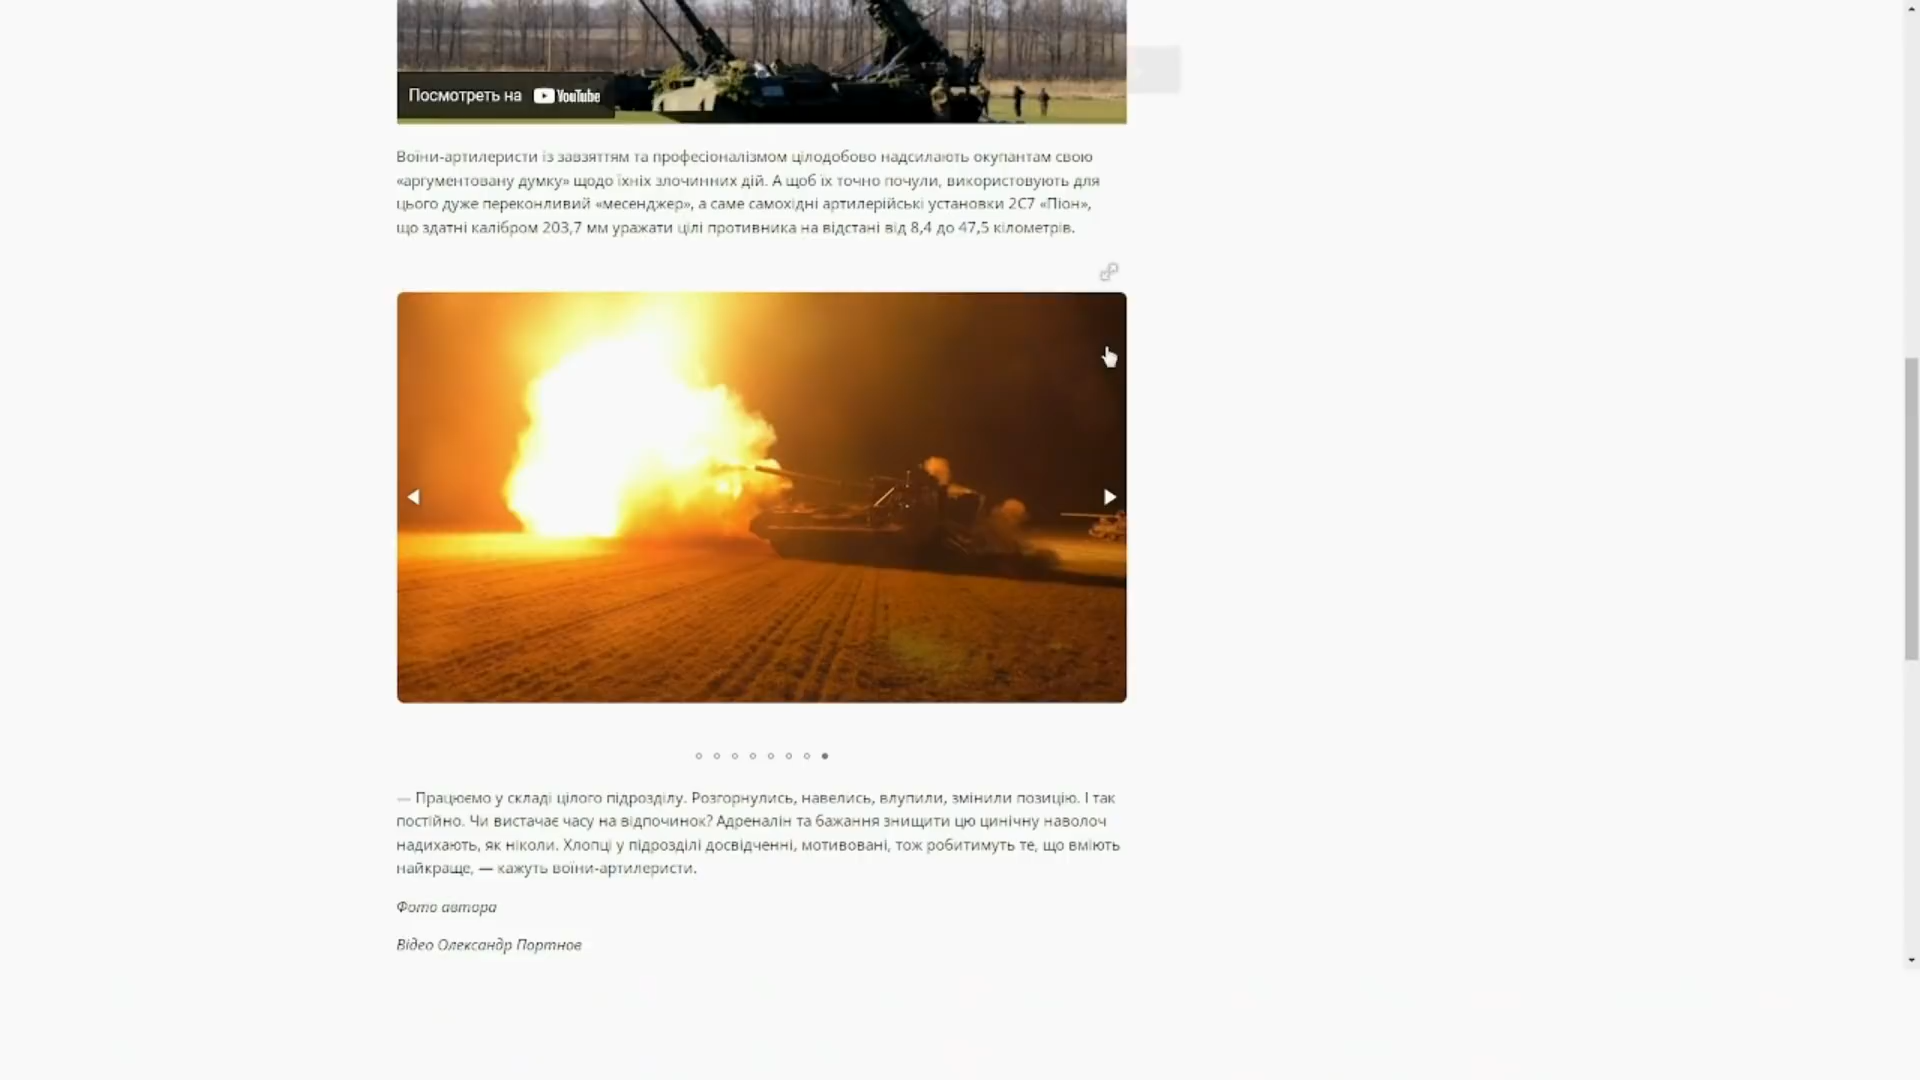 Посмотреть на YouTube
Воїни-артилеристи із завзяттям та професіоналізмом цілодобово надсилають окупантам свою
«аргументовану думку» щодо їхніх злочинних дій. А щоб їх точно почули, використовують для
цього дуже переконливий «месенджер», а саме самохідні артилерійські установки 2С7 «Піон»,
що здатні калібром 203,7 мм уражати цілі противника на відстані від 8,4 до 47,5 кілометрів.
— Працюємо у складі цілого підрозділу. Розгорнулись, навелись, влупили, змінили позицію. І так
постійно. Чи вистачає часу на відпочинок? Адреналін та бажання знищити цю цинічну наволоч
надихають, як ніколи. Хлопці у підрозділі досвідченні, мотивовані, тож робитимуть те, що вміють
найкраще, — кажуть воїни-артилеристи.
Фото автора
Відео Олександр Портнов